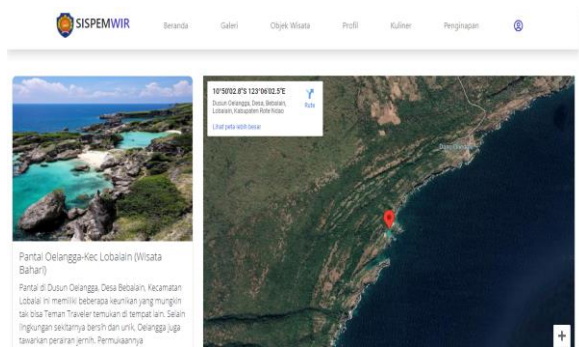 SISPEMWIR
Beranda Galeri Objek Wisata Profil Kuliner Penginapan
10°50'02.8"S 123°06'02.5"E
Dusun Oelangga, Desa, Bebalain,
Lobalain, Kabupaten Rote Ndao
Rute
Lihat peta lebih besar
Pantai Oelangga-Kec Lobalain (Wisata
Bahari)
Pantai di Dusun Oelangga, Desa Bebalain, Kecamatan
Lobalai Ini memiliki beberapa keunikan yang mungkin
tak bisa Teman Traveler temukan di tempat lain. Selain
lingkungan sekitarnya bersih dan unik, Oelangga juga
tawarkan perairan jernih. Permukaannya
+